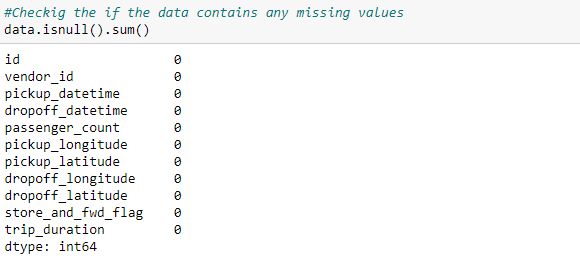 #Checkig the if the data contains any missing values
data.isnull().sum()
id 0
vendor_id 0
pickup_datetime 0
dropoff_datetime 0
passenger_count 0
pickup_longitude 0
pickup_latitude 0
dropoff_longitude 0
dropoff_latitude 0
store_and_fwd_flag 0
trip_duration 0
dtype: int64